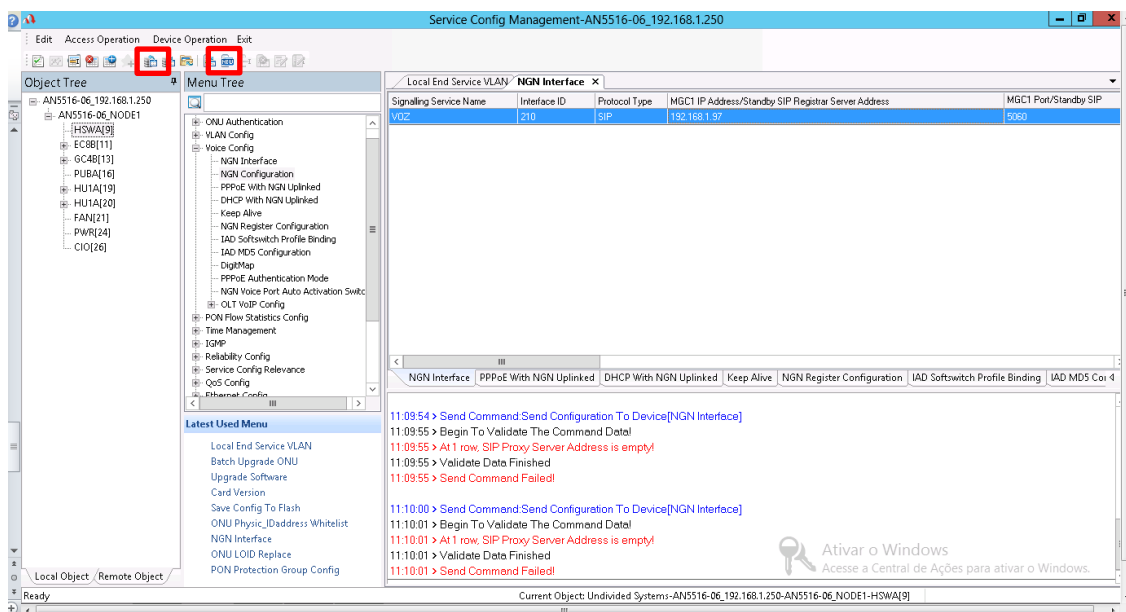 Service Config Management-AN5516-06_192.168.1.250
Edit Access Operation Device Operation Exit
Object Tree
AN5516-06_192.168.1.250
AN5516-06_NODE1
HSWA[9]
EC8B[11]
GC4B[13]
PUBA[16]
HU1A[19]
HU1A[20]
FAN[21]
PWR[24]
CIO[26]
Local Object Remote Object
Menu Tree
ONU Authentication
VLAN Config
Voice Config
NGN Interface
NGN Configuration
PPPoE With NGN Uplinked
DHCP With NGN Uplinked
Keep Alive
NGN Register Configuration
IAD Softswitch Profile Binding
IAD MD5 Configuration
DigitMap
PPPoE Authentication Mode
NGN Voice Port Auto Activation Switc
OLT VoIP Config
PON Flow Statistics Config
Time Management
IGMP
Reliability Config
Service Config Relevance
QoS Config
Ethernet Config
Latest Used Menu
Local End Service VLAN
Batch Upgrade ONU
Upgrade Software
Card Version
Save Config To Flash
ONU Physic_IDaddress Whitelist
NGN Interface
ONU LOID Replace
PON Protection Group Config
Local End Service VLAN NGN Interface X
Signalling Service Name Interface ID Protocol Type MGC1 IP Address/Standby SIP Registrar Server Address MGC1 Port/Standby SIP
VOZ 210 SIP 192.168.1.97 5060
NGN Interface PPPoE With NGN Uplinked DHCP With NGN Uplinked Keep Alive NGN Register Configuration IAD Softswitch Profile Binding IAD MD5 Co
11:09:54 > Send Command:Send Configuration To Device[NGN Interface]
11:09:55 > Begin To Validate The Command Data!
11:09:55 > At 1 row, SIP Proxy Server Address is empty!
11:09:55 > Validate Data Finished
11:09:55 > Send Command Failed!
11:10:00 > Send Command:Send Configuration To Device[NGN Interface]
11:10:01 > Begin To Validate The Command Data!
11:10:01 > At 1 row, SIP Proxy Server Address is empty!
11:10:01 > Validate Data Finished
11:10:01 > Send Command Failed!
Ativar o Windows
Acesse a Central de Ações para ativar o Windows.
Ready Current Object: Undivided Systems-AN5516-06_192.168.1.250-AN5516-06_NODE1-HSWA[9]